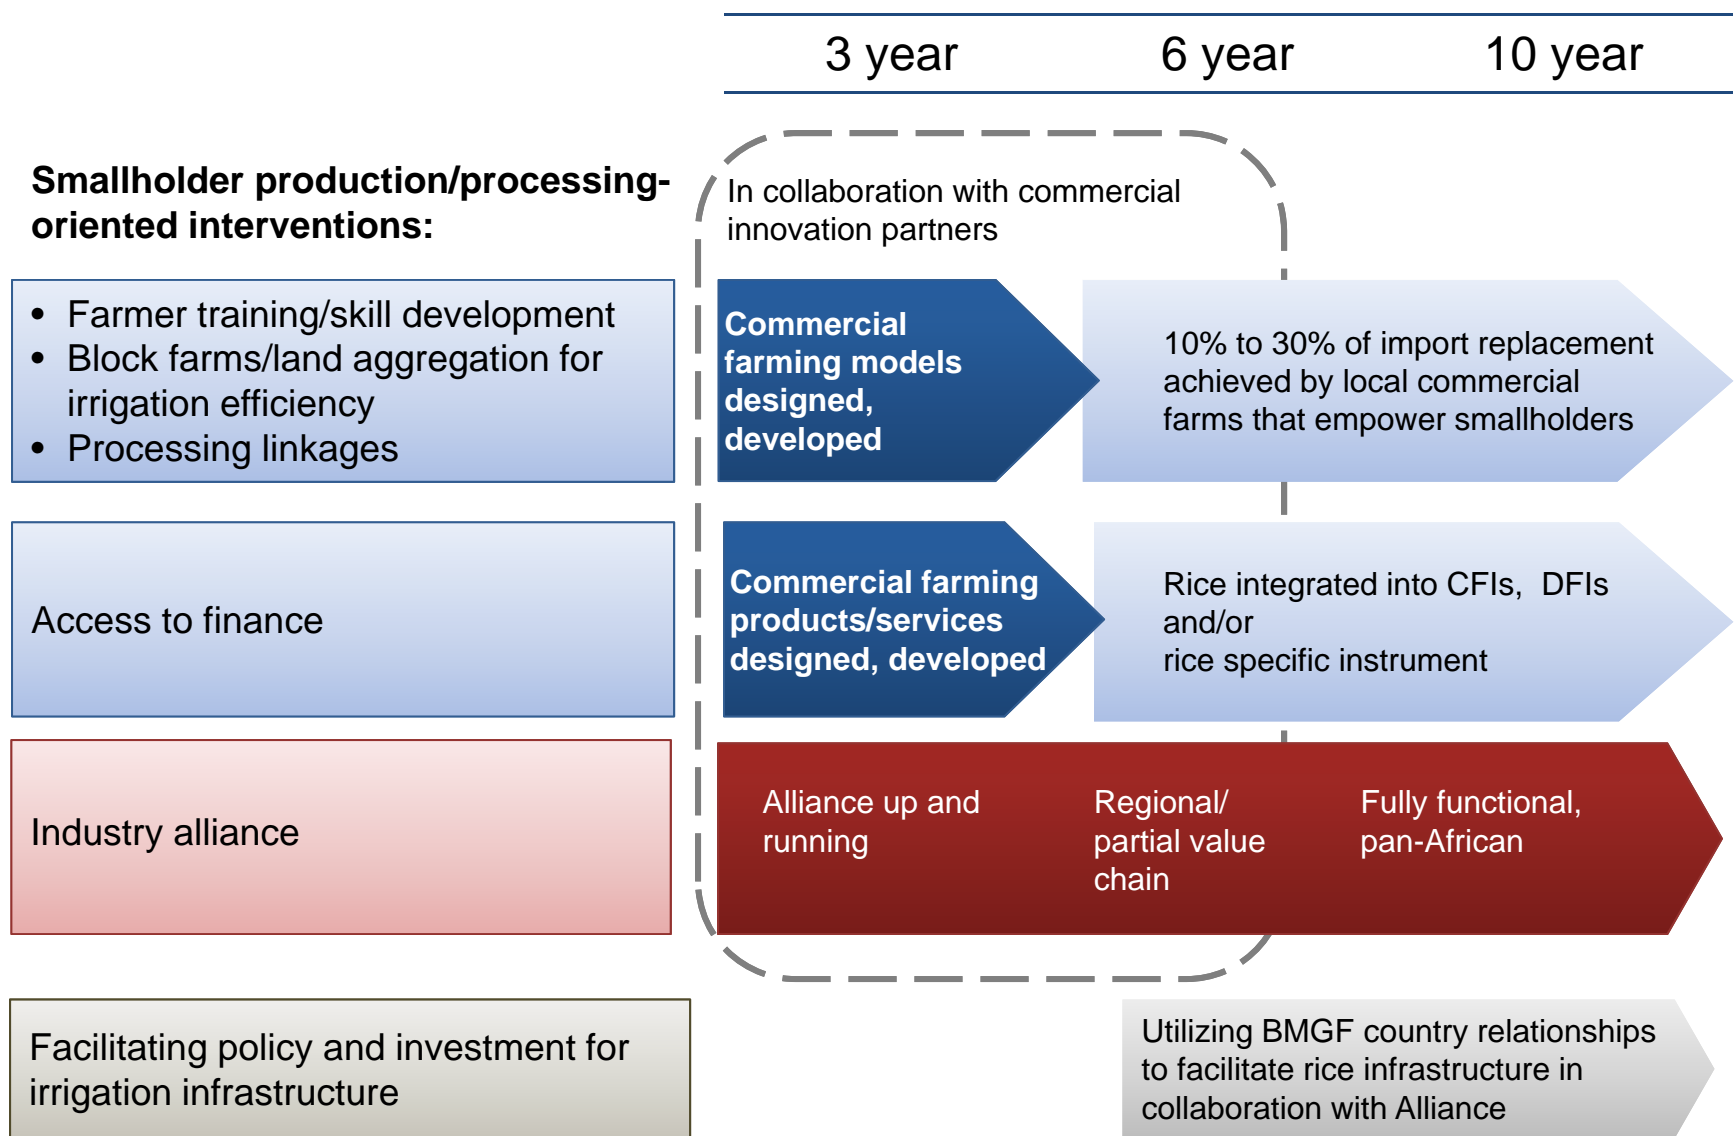 3 year 6 year 10 year
Smallholder production/processing-
oriented interventions:
In collaboration with commercial
innovation partners
• Farmer training/skill development
• Block farms/land aggregation for
irrigation efficiency
• Processing linkages
Commercial
farming models
designed,
developed
10% to 30% of import replacement
achieved by local commercial
farms that empower smallholders
Access to finance
Commercial farming
products/services
designed, developed
Rice integrated into CFIs, DFIs
and/or
rice specific instrument
Industry alliance
Alliance up and
running
Regional/
partial value
chain
Fully functional,
pan-African
Facilitating policy and investment for
irrigation infrastructure
Utilizing BMGF country relationships
to facilitate rice infrastructure in
collaboration with Alliance